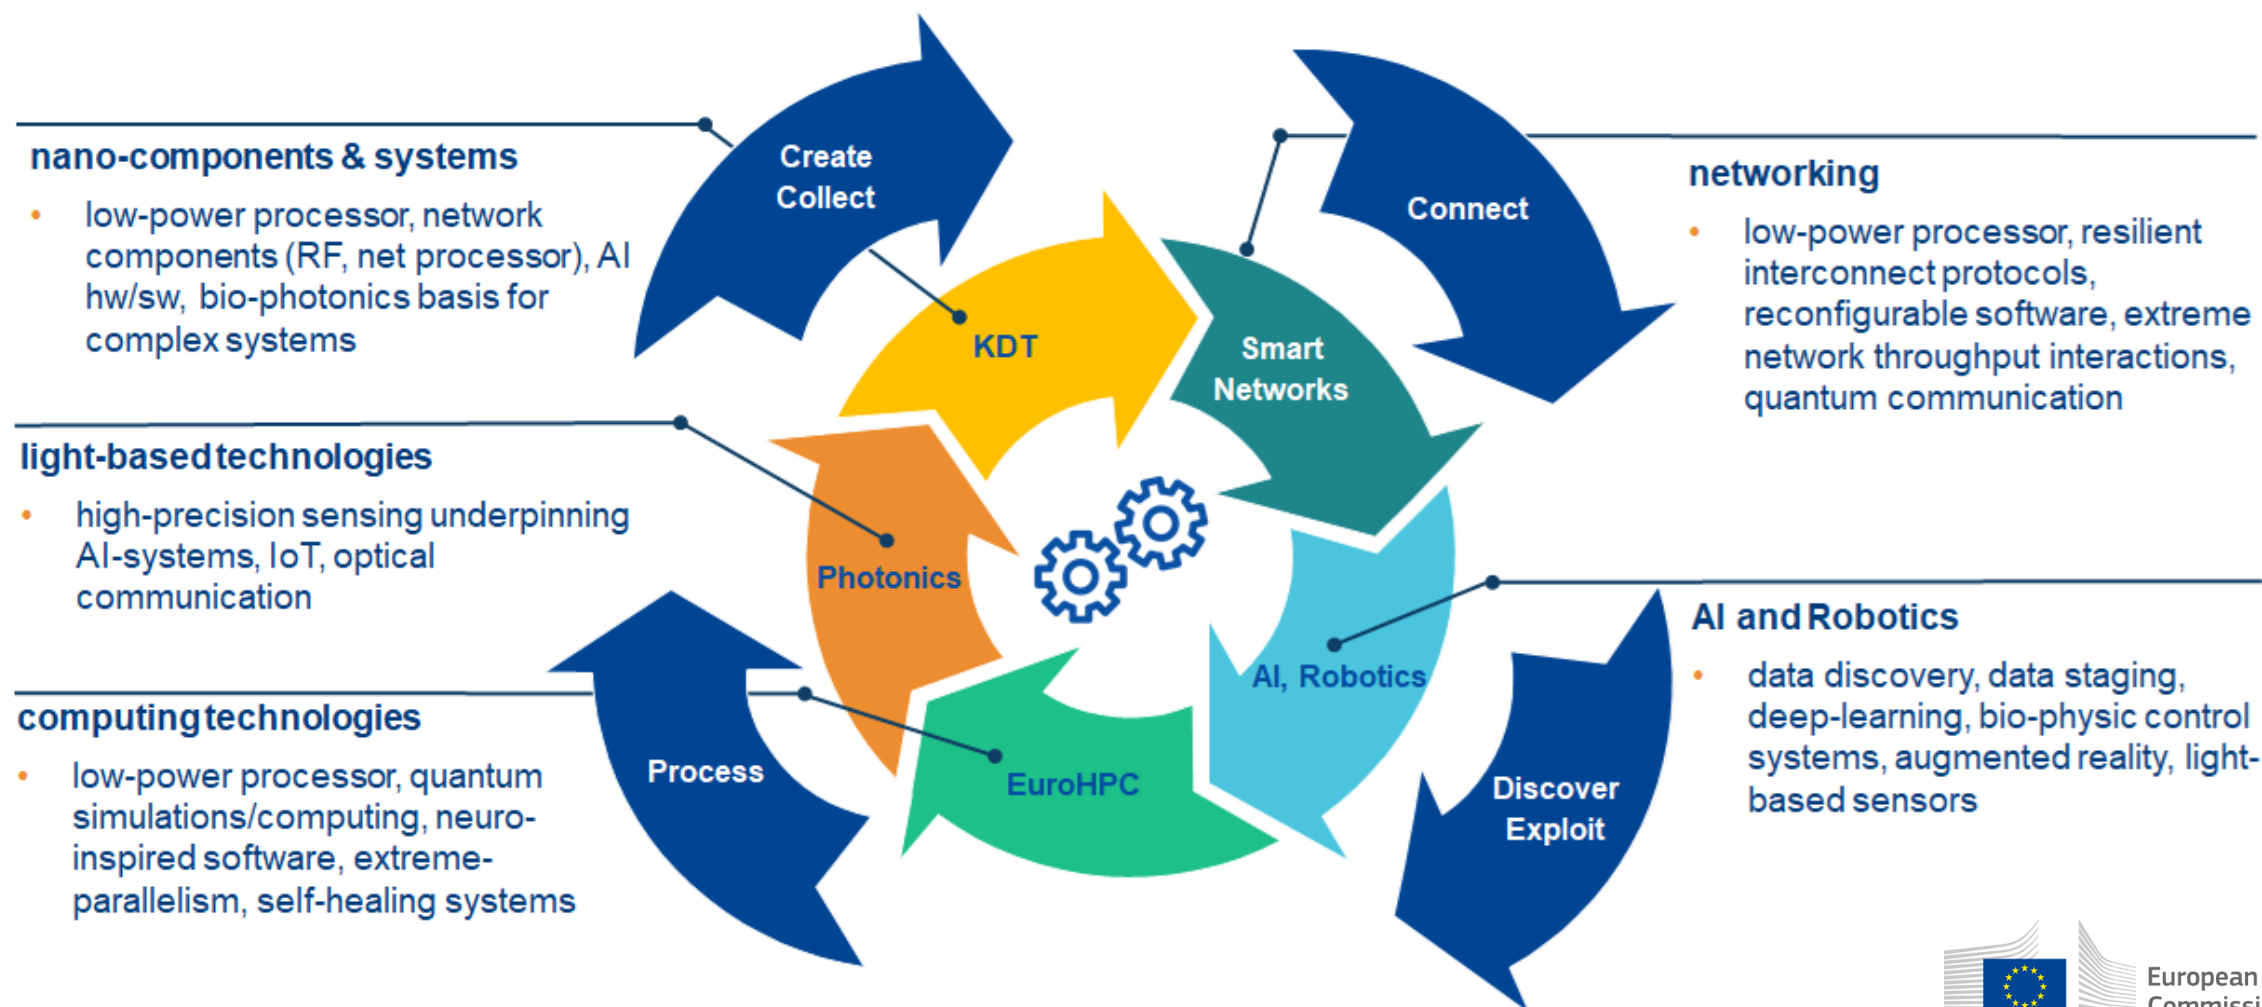 nano-components & systems
• low-power processor, network
components (RF, net processor), AI
hw/sw, bio-photonics basis for
complex systems
light-based technologies
• high-precision sensing underpinning
AI-systems, IoT, optical
communication
computing technologies
• low-power processor, quantum
simulations/computing, neuro-
inspired software, extreme-
parallelism, self-healing systems
Create
Collect
Connect
KDT
Smart
Networks
Photonics
AI, Robotics
EuroHPC
Process
Discover
Exploit
networking
• low-power processor, resilient
interconnect protocols,
reconfigurable software, extreme
network throughput interactions,
quantum communication
AI and Robotics
• data discovery, data staging,
deep-learning, bio-physic control
systems, augmented reality, light-
based sensors
European